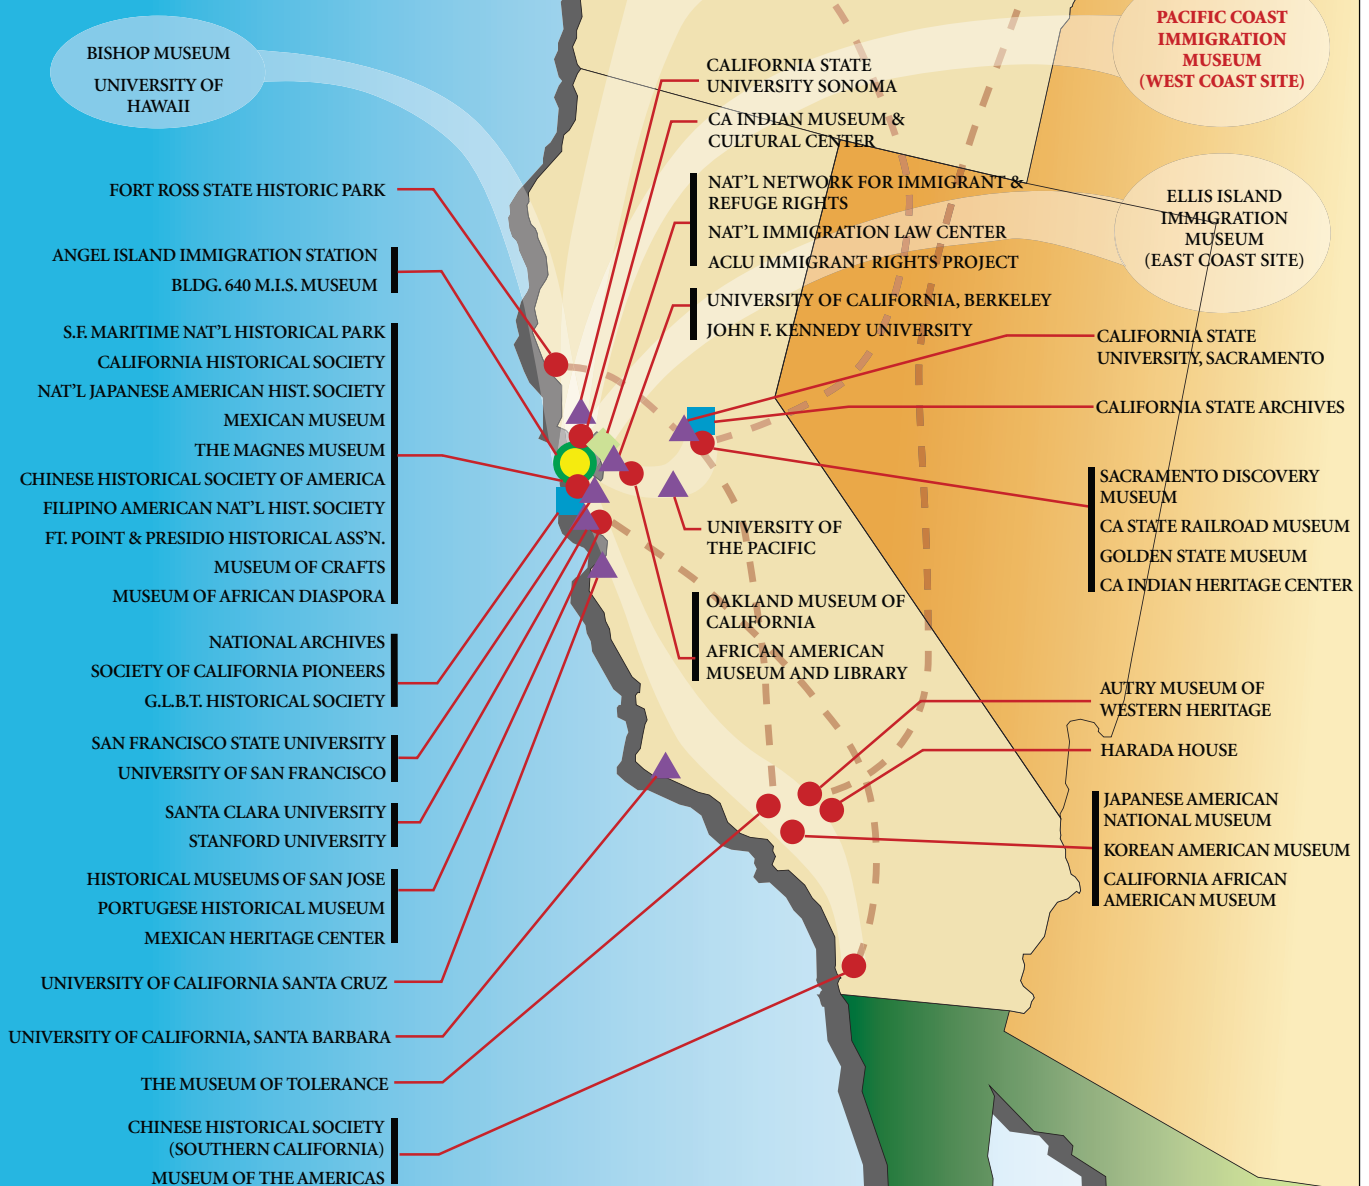 BISHOP MUSEUM
UNIVERSITY OF
HAWAII
FORT ROSS STATE HISTORIC PARK
ANGEL ISLAND IMMIGRATION STATION
BLDG. 640 M.I.S. MUSEUM
S.F. MARITIME NAT'L HISTORICAL PARK
CALIFORNIA HISTORICAL SOCIETY
NAT'L JAPANESE AMERICAN HIST. SOCIETY
MEXICAN MUSEUM
THE MAGNES MUSEUM
CHINESE HISTORICAL SOCIETY OF AMERICA
FILIPINO AMERICAN NAT'L HIST. SOCIETY
FT. POINT & PRESIDIO HISTORICAL ASS'N.
MUSEUM OF CRAFTS
MUSEUM OF AFRICAN DIASPORA
NATIONAL ARCHIVES
SOCIETY OF CALIFORNIA PIONEERS
G.L.B.T. HISTORICAL SOCIETY
SAN FRANCISCO STATE UNIVERSITY
UNIVERSITY OF SAN FRANCISCO
SANTA CLARA UNIVERSITY
STANFORD UNIVERSITY
HISTORICAL MUSEUMS OF SAN JOSE
PORTUGESE HISTORICAL MUSEUM
MEXICAN HERITAGE CENTER
UNIVERSITY OF CALIFORNIA SANTA CRUZ
UNIVERSITY OF CALIFORNIA, SANTA BARBARA
THE MUSEUM OF TOLERANCE
CHINESE HISTORICAL SOCIETY
(SOUTHERN CALIFORNIA)
MUSEUM OF THE AMERICAS
CALIFORNIA STATE
UNIVERSITY SONOMA
CA INDIAN MUSEUM &
CULTURAL CENTER
NAT'L NETWORK FOR IMMIGRANT &
REFUGE RIGHTS
NAT'L IMMIGRATION LAW CENTER
ACLU IMMIGRANT RIGHTS PROJECT
UNIVERSITY OF CALIFORNIA, BERKELEY
JOHN F. KENNEDY UNIVERSITY
UNIVERSITY OF
THE PACIFIC
OAKLAND MUSEUM OF
CALIFORNIA
AFRICAN AMERICAN
MUSEUM AND LIBRARY
PACIFIC COAST
IMMIGRATION
MUSEUM
(WEST COAST SITE)
ELLIS ISLAND
IMMIGRATION
MUSEUM
(EAST COAST SITE)
CALIFORNIA STATE
UNIVERSITY, SACRAMENTO
CALIFORNIA STATE ARCHIVES
SACRAMENTO DISCOVERY
MUSEUM
CA STATE RAILROAD MUSEUM
GOLDEN STATE MUSEUM
CA INDIAN HERITAGE CENTER
AUTRY MUSEUM OF
WESTERN HERITAGE
HARADA HOUSE
JAPANESE AMERICAN
NATIONAL MUSEUM
KOREAN AMERICAN MUSEUM
CALIFORNIA AFRICAN
AMERICAN MUSEUM